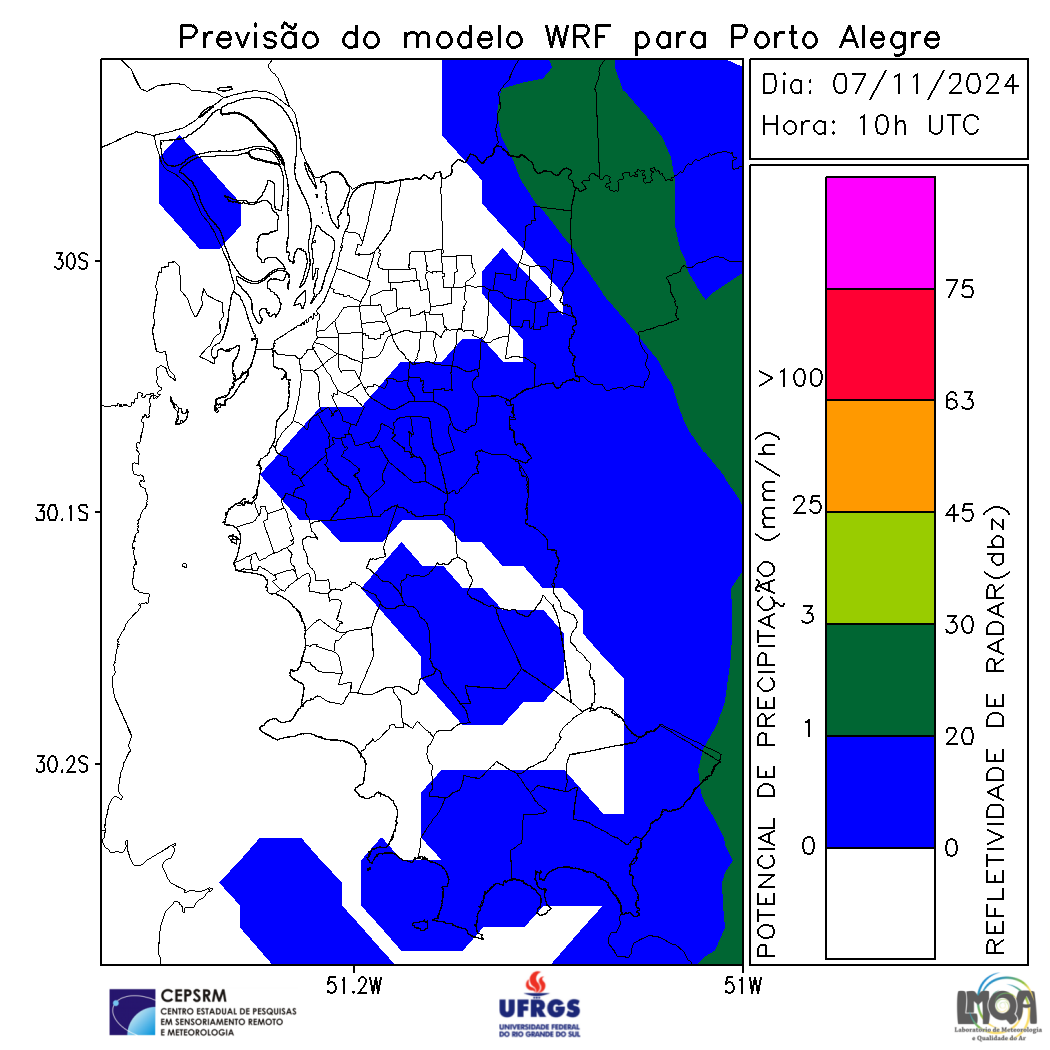 Previsão do modelo WRF para Porto Alegre
Dia: 07/11/2024
Hora: 10h UTC
30S
30.1S
30.2S
51.2W
51W
POTENCIAL DE PRECIPITAÇÃO (mm/h)
>100
25
3
1
0
75
63
45
30
20
0
REFLETIVIDADE DE RADAR(dbz)
CEPSRM
CENTRO ESTADUAL DE PESQUISAS
EM SENSORIAMENTO REMOTO
E METEOROLOGIA
UFRGS
UNIVERSIDADE FEDERAL
DO RIO GRANDE DO SUL
LMQA
Laboratório de Meteorologia
e Qualidade do Ar